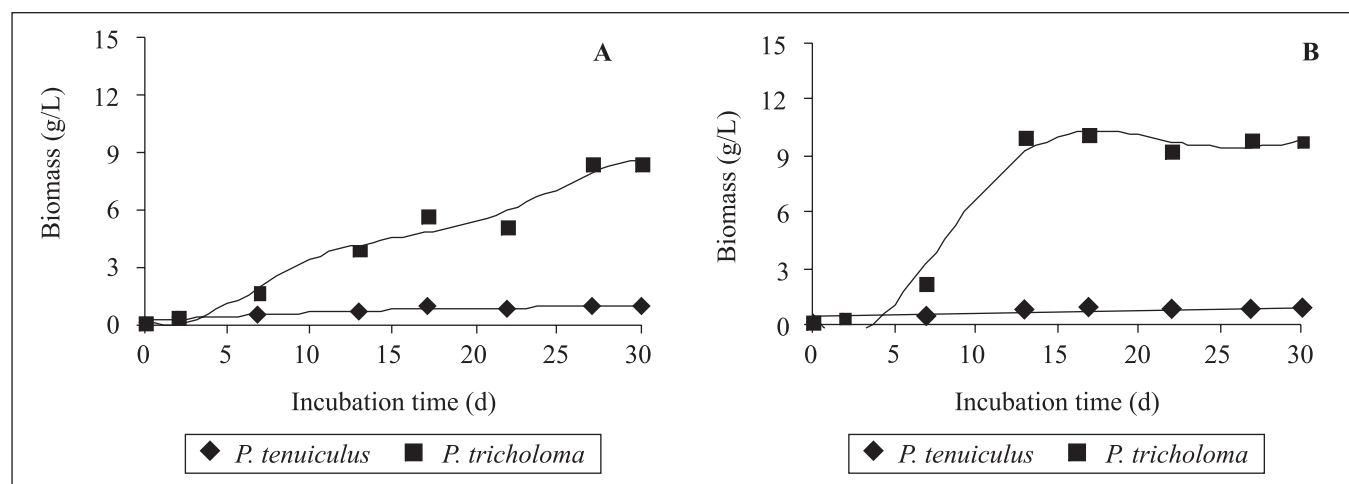 A
Biomass (g/L)
15
12
9
6
3
0
0 5 10 15 20 25 30
Incubation time (d)
P. tenuiculus P. tricholoma
B
Biomass (g/L)
15
12
9
6
3
0
0 5 10 15 20 25 30
Incubation time (d)
P. tenuiculus P. tricholoma